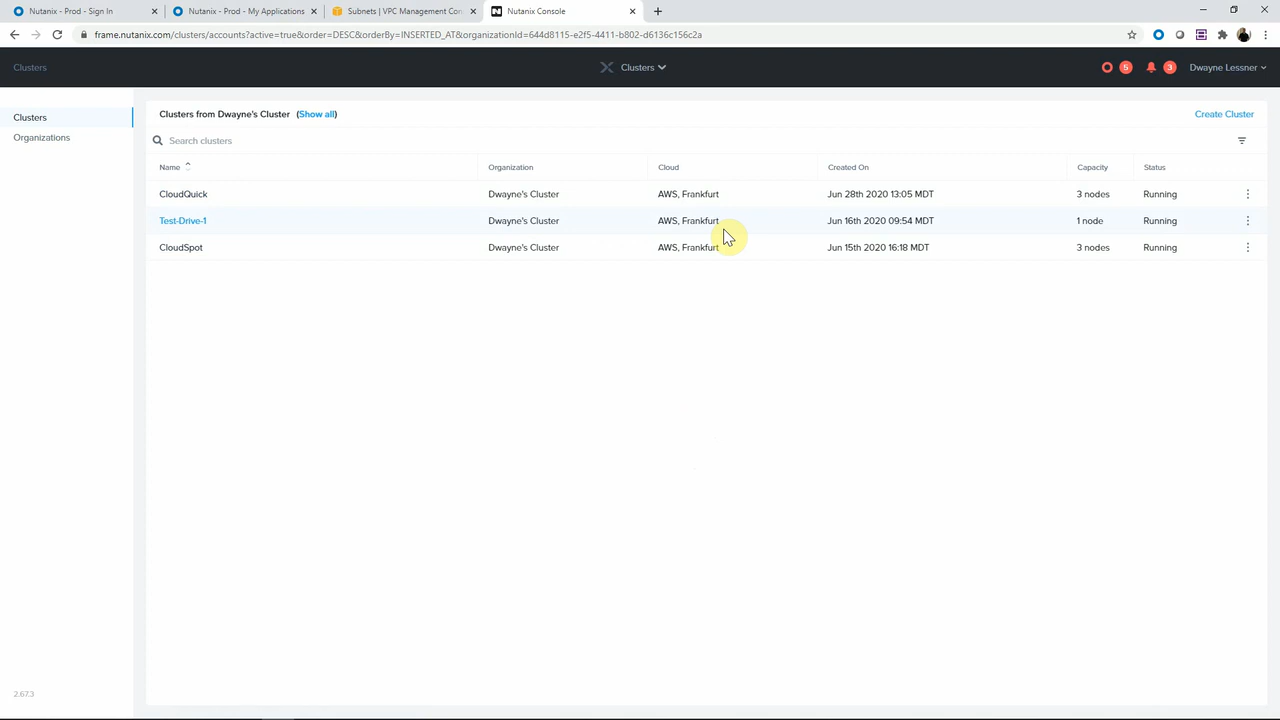 Nutanix - Prod - Sign In
Nutanix - Prod - My Applications
Subnets | VPC Management Con
Nutanix Console
frame.nutanix.com/clusters/accounts?active=true&order=DESC&orderBy=INSERTED_AT&organizationId=644d8115-e2f5-4411-b802-d6136c156c2a
Clusters
Clusters
5
3
Dwayne Lessner
Clusters
Organizations
Clusters from Dwayne's Cluster (Show all)
Create Cluster
Search clusters
Name Organization Cloud Created On Capacity Status
CloudQuick Dwayne's Cluster AWS, Frankfurt Jun 28th 2020 13:05 MDT 3 nodes Running
Test-Drive-1 Dwayne's Cluster AWS, Frankfurt Jun 16th 2020 09:54 MDT 1 node Running
CloudSpot Dwayne's Cluster AWS, Frankfurt Jun 15th 2020 16:18 MDT 3 nodes Running
2.67.3